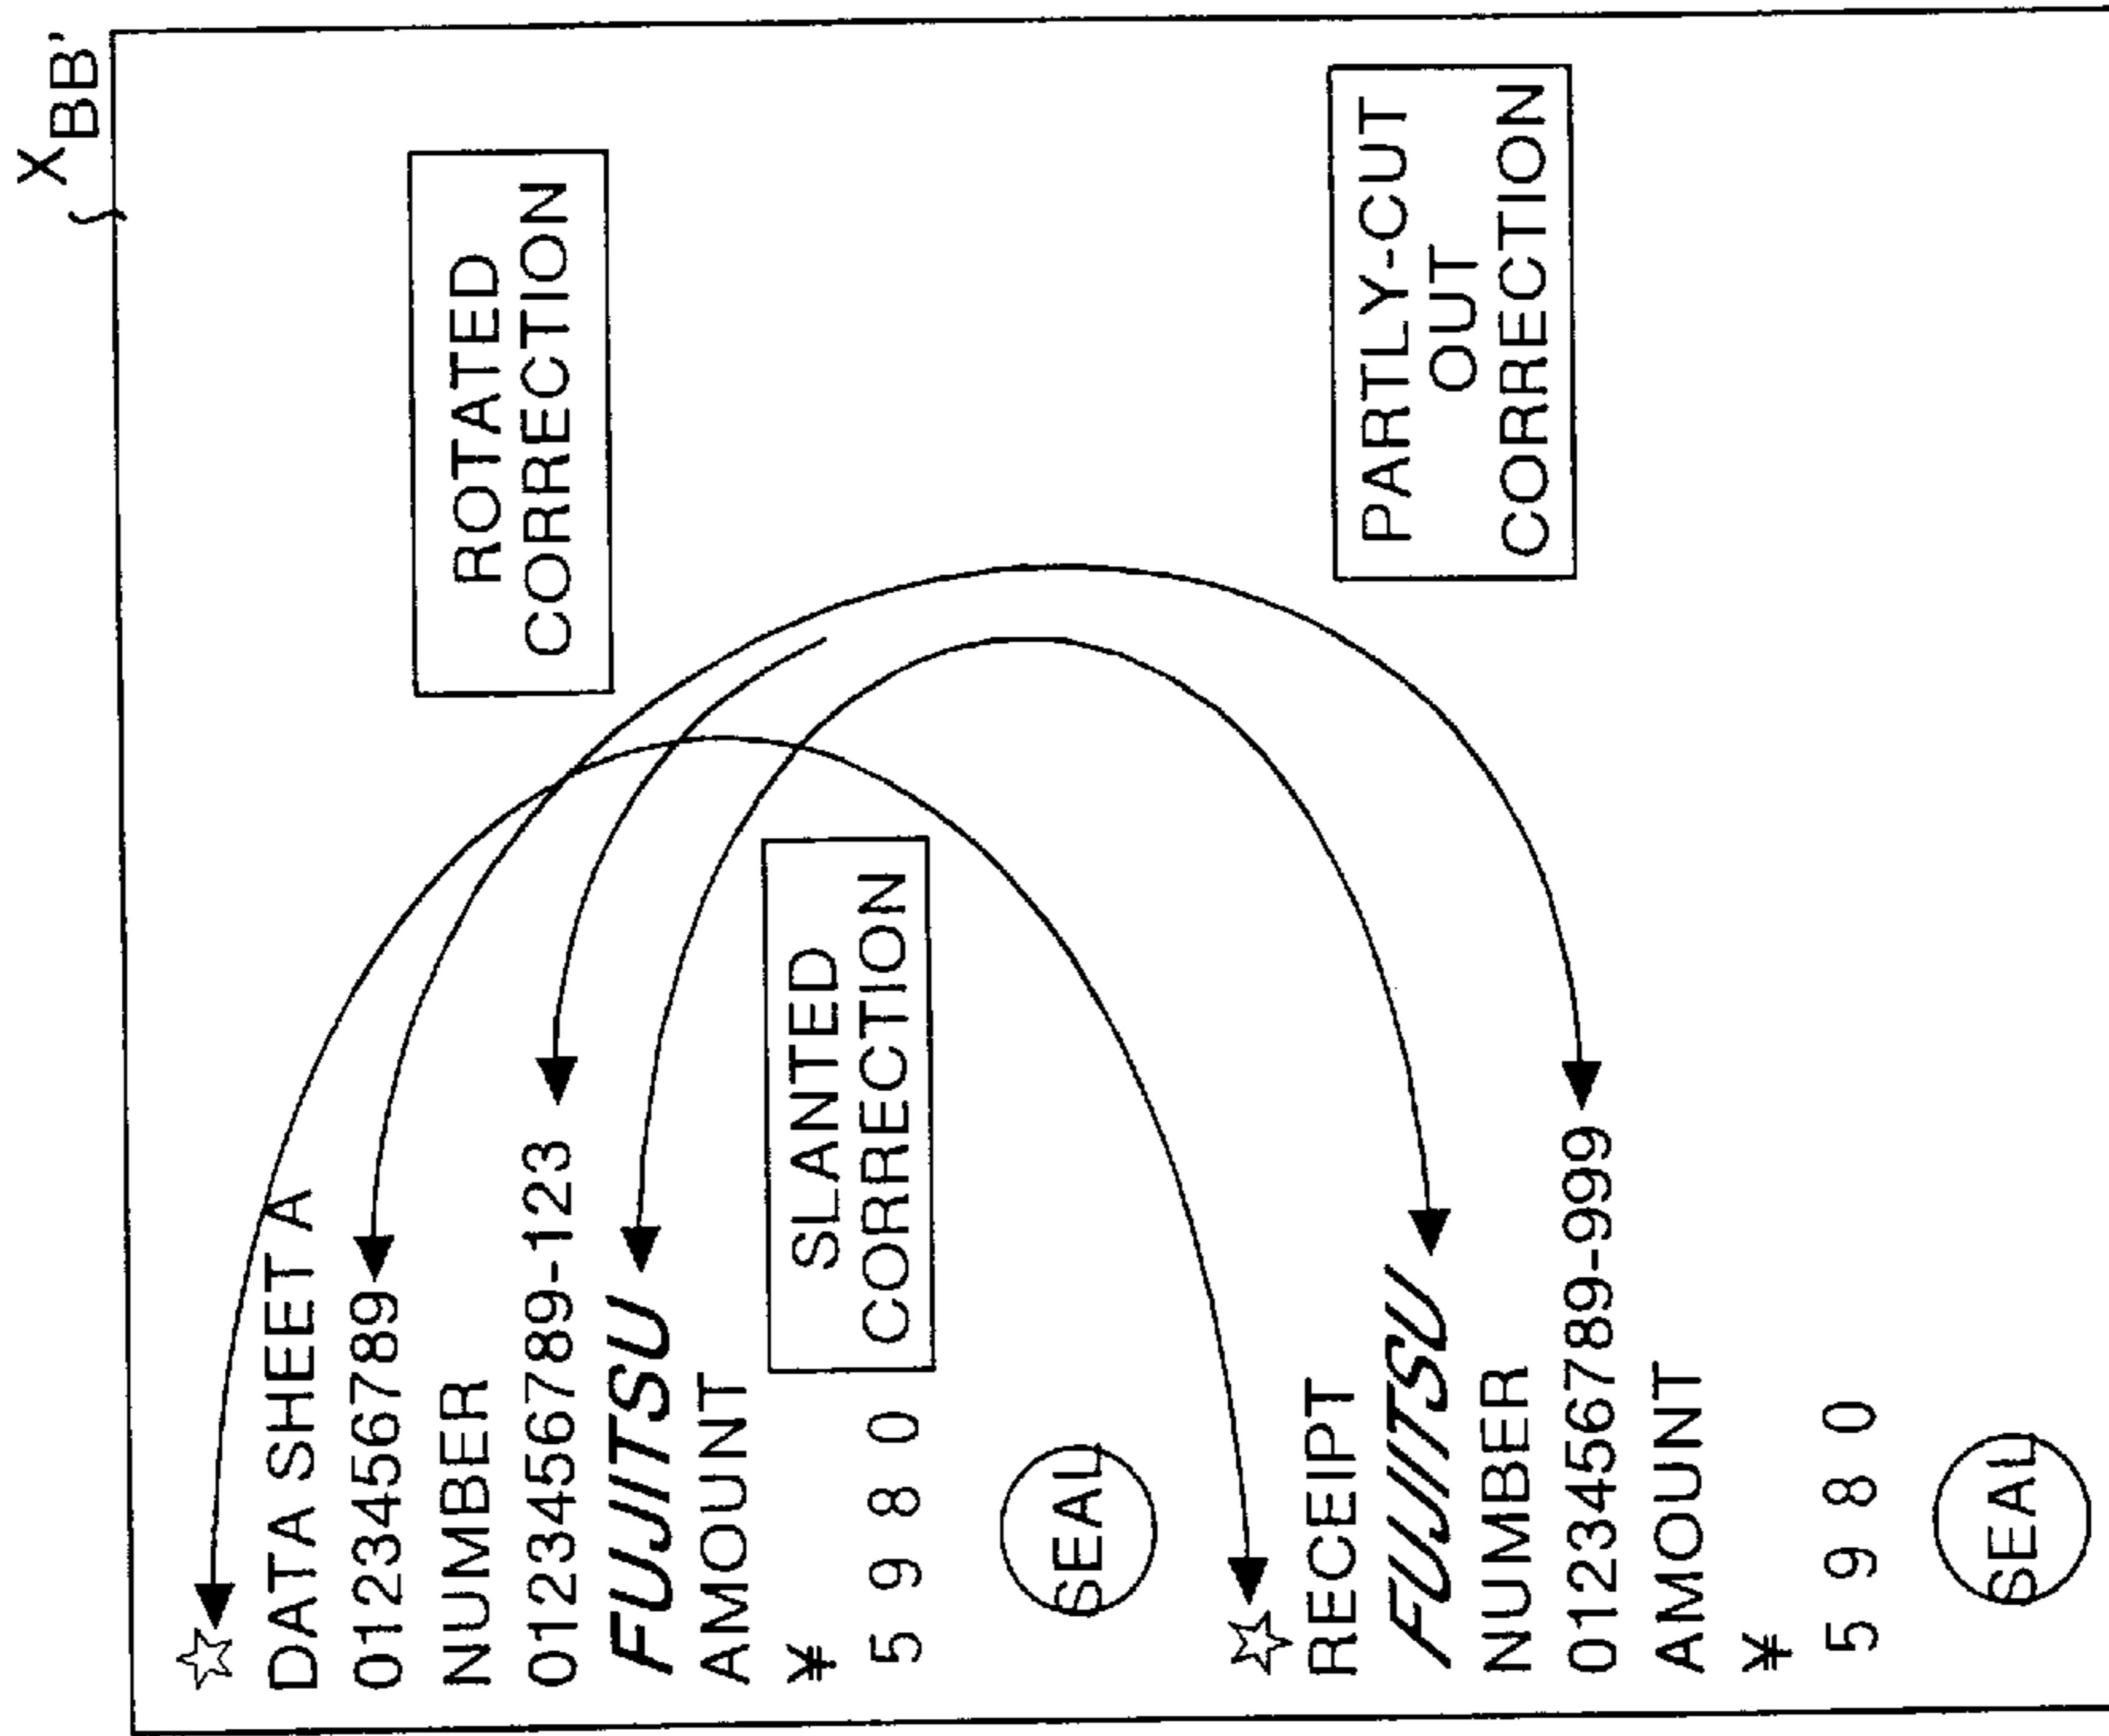 X BB'
☆
DATA SHEET A
0123456789
NUMBER
0123456789-123
FUJITSU
AMOUNT
¥
5 9 8 0
SEAL
☆
RECEIPT
FUJITSU
NUMBER
0123456789-999
AMOUNT
¥
5 9 8 0
SEAL
ROTATED
CORRECTION
SLANTED
CORRECTION
PARTLY-CUT
OUT
CORRECTION